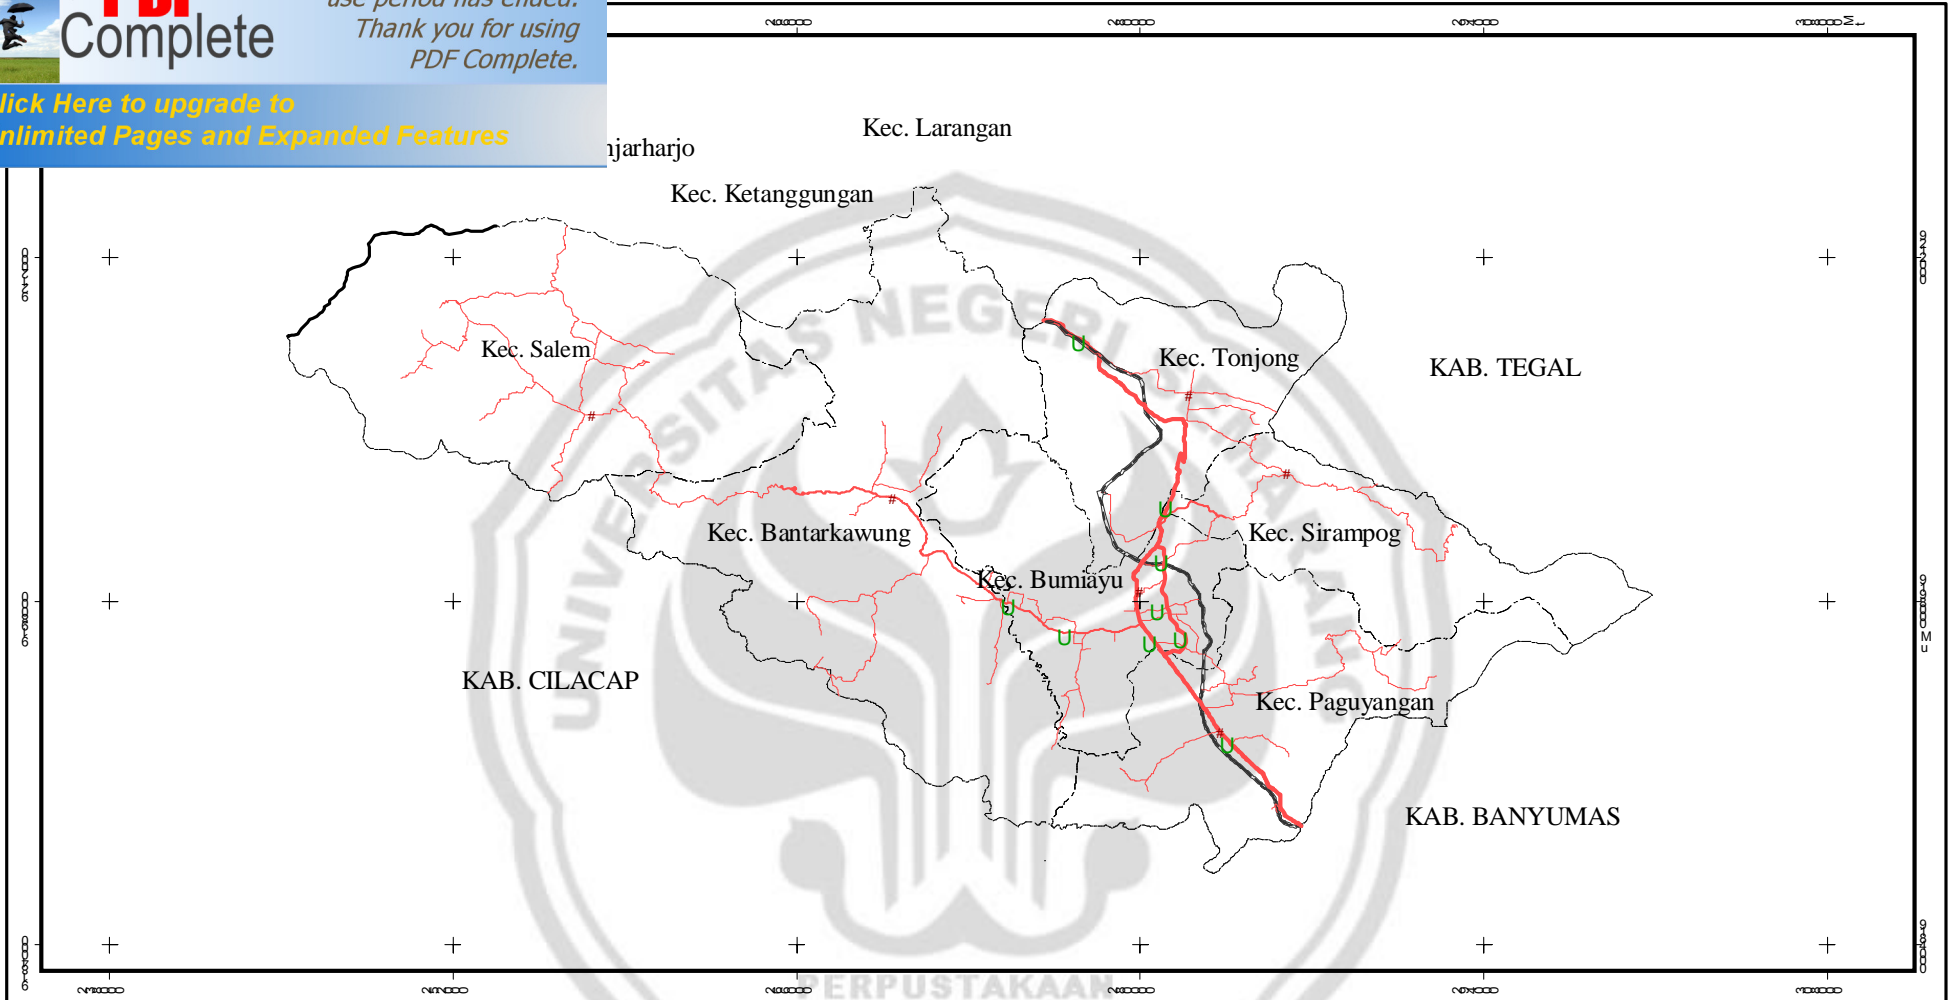 PDF
Complete
use period has ended.
Thank you for using
PDF Complete.
lick Here to upgrade to
nlimited Pages and Expanded Features
njarharjo
Kec. Larangan
Kec. Ketanggungan
Kec. Salem
Kec. Tonjong
KAB. TEGAL
Kec. Bantarkawung
Kec. Sirampog
Kec. Bumiayu
KAB. CILACAP
Kec. Paguyangan
KAB. BANYUMAS
UNIVERSITAS NEGERI SEMARANG
PERPUSTAKAAN